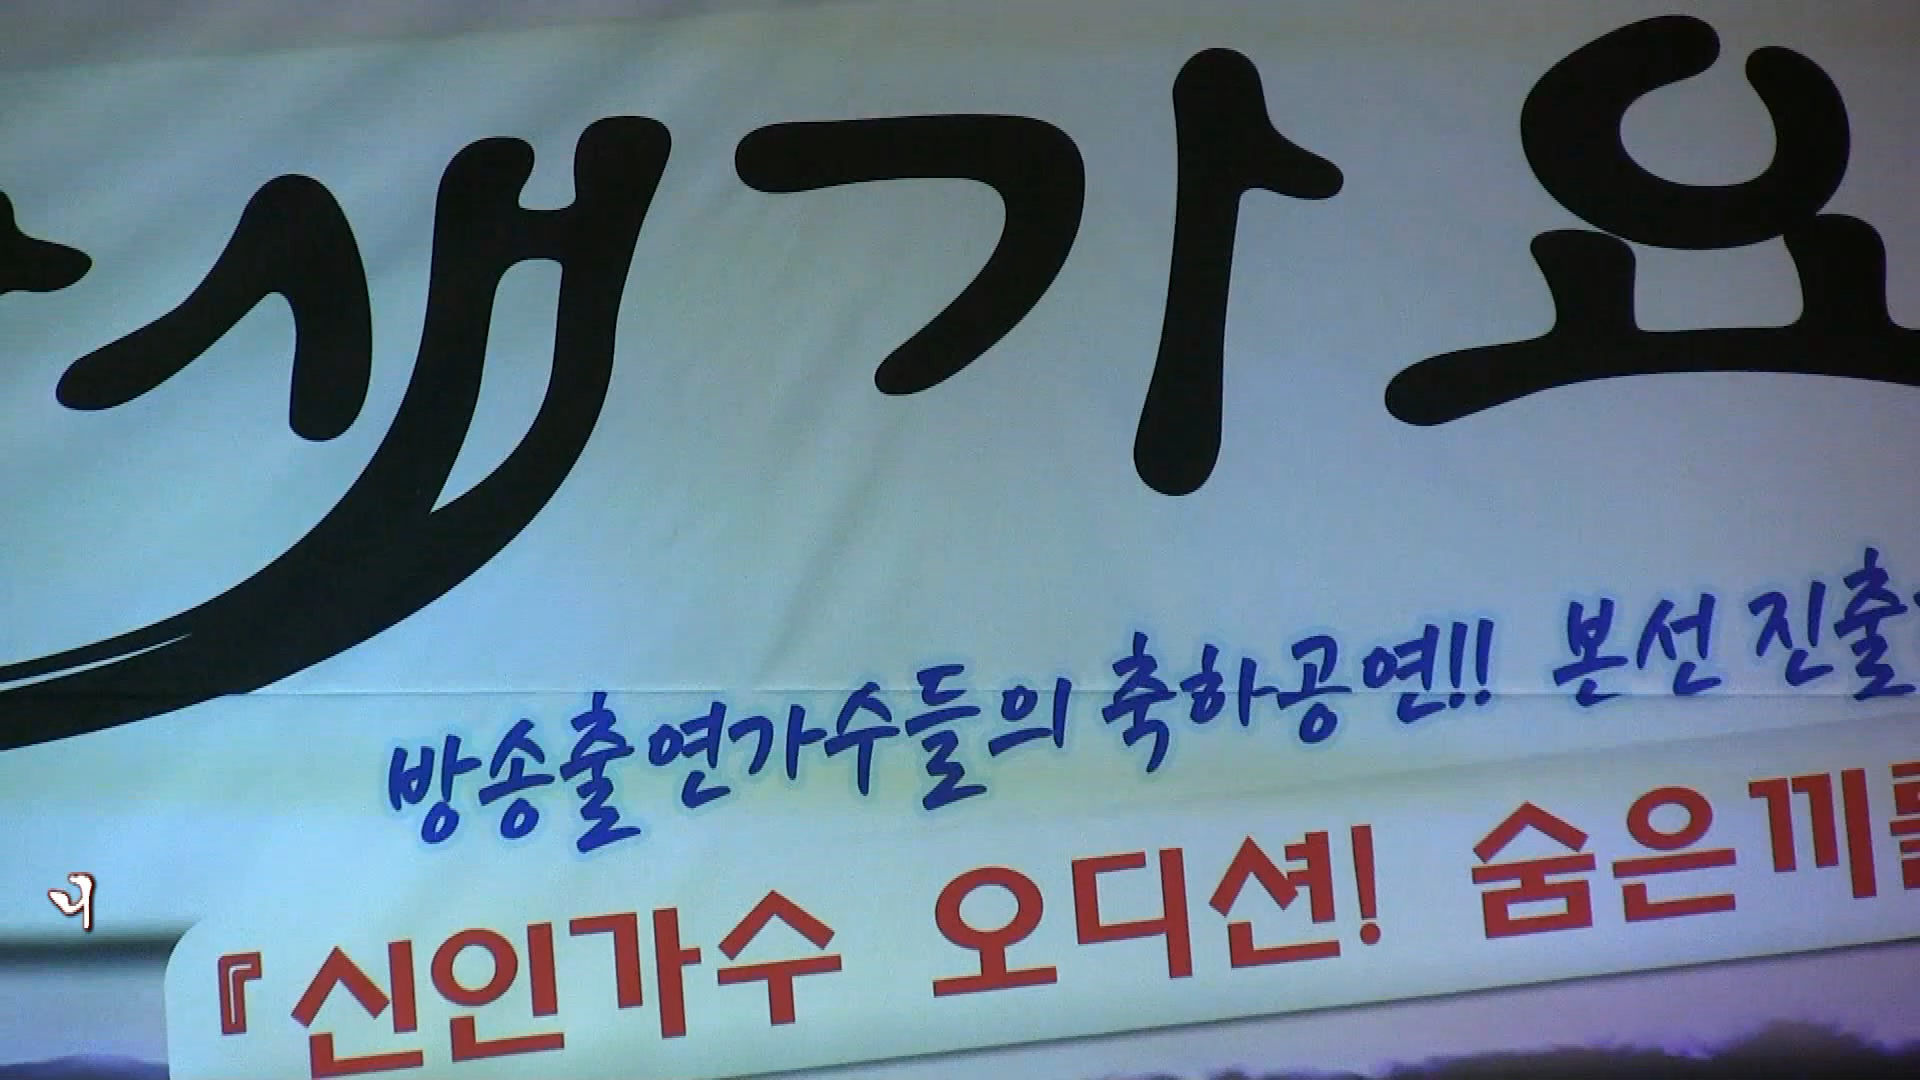 가요
방송출연가수들의 축하공연!! 본선 진출
『신인가수 오디션! 숨은끼를